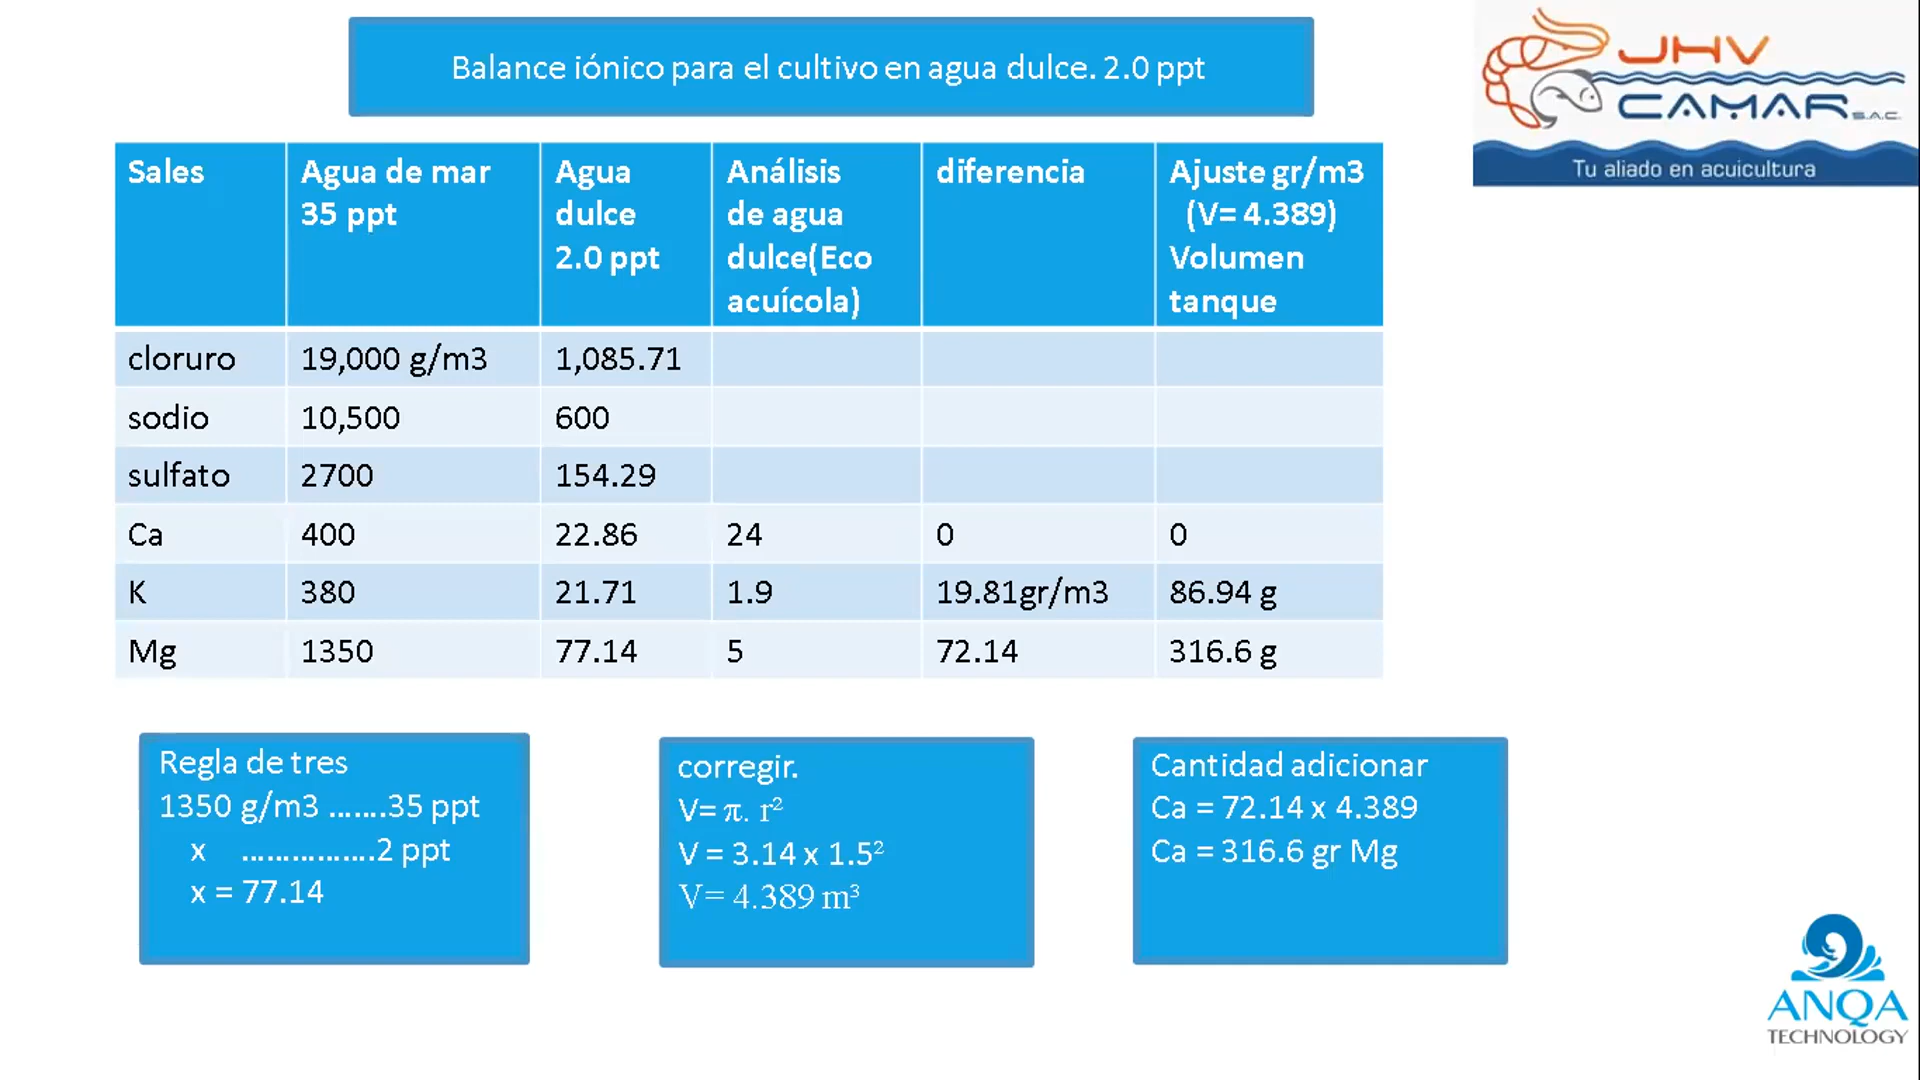 Balance iónico para el cultivo en agua dulce. 2.0 ppt
JHV
CAMAR S.A.C.
Tu aliado en acuicultura
Sales
Agua de mar
35 ppt
Agua
dulce
2.0 ppt
Análisis
de agua
dulce(Eco
acuícola)
diferencia
Ajuste gr/m3
(V= 4.389)
Volumen
tanque
cloruro 19,000 g/m3 1,085.71
sodio 10,500 600
sulfato 2700 154.29
Ca 400 22.86 24 0 0
K 380 21.71 1.9 19.81gr/m3 86.94 g
Mg 1350 77.14 5 72.14 316.6 g
Regla de tres
1350 g/m3 .......35 ppt
x ................2 ppt
x = 77.14
corregir.
V= π. r²
V = 3.14 x 1.5²
V= 4.389 m³
Cantidad adicionar
Ca = 72.14 x 4.389
Ca = 316.6 gr Mg
ANQA
TECHNOLOGY